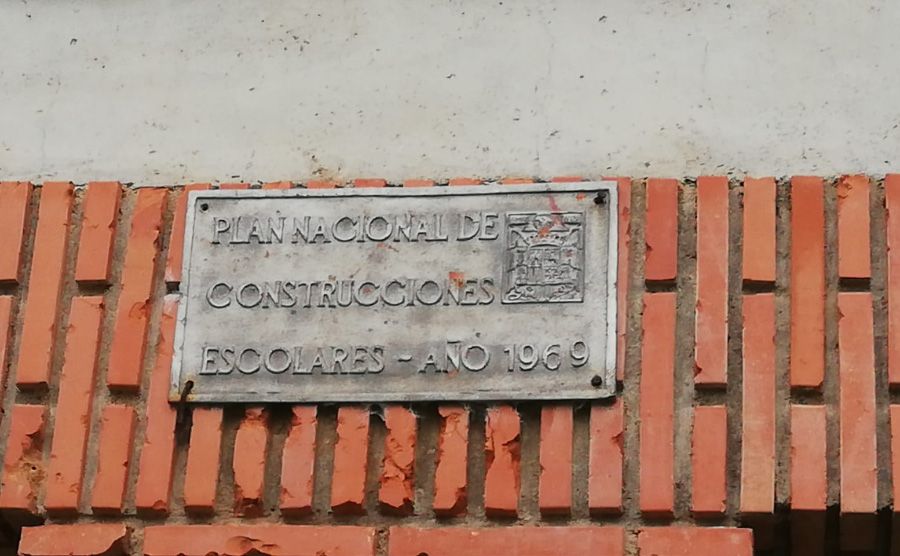 PLAN NACIONAL DE
CONSTRUCCIONES
ESCOLARES - AÑO 1969